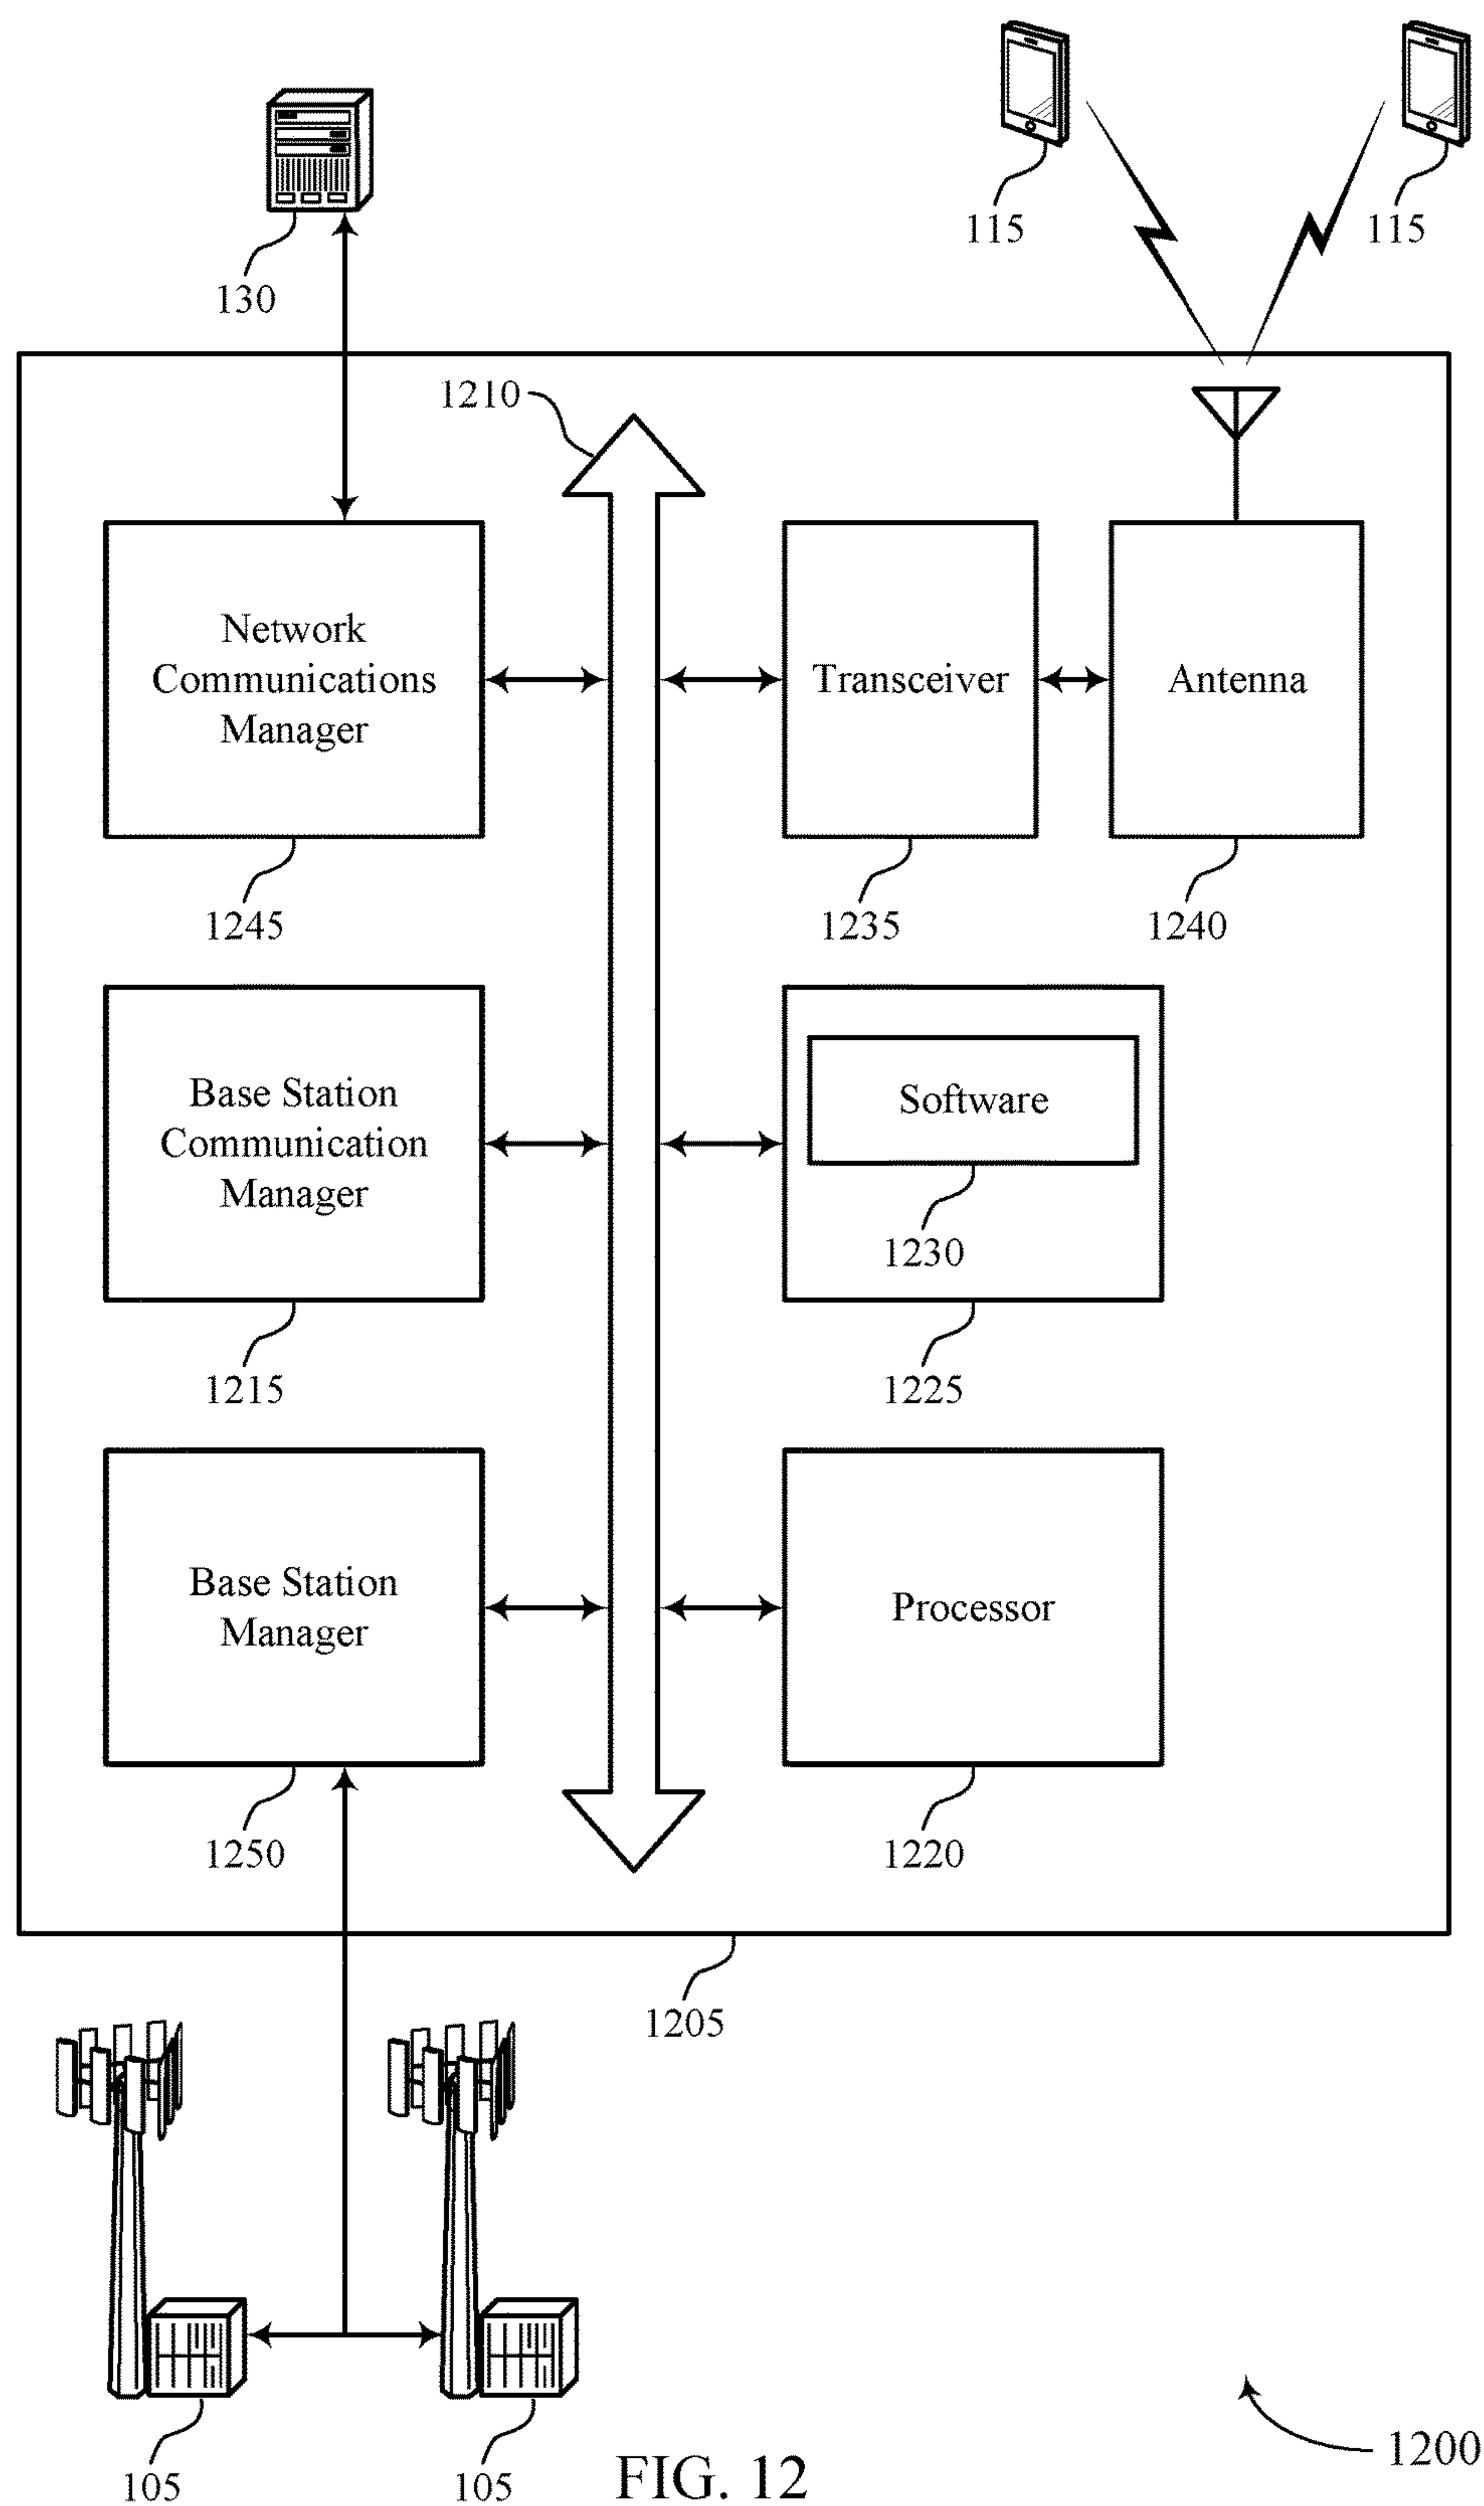 115
115
130
1210
Network
Communications
Manager
Transceiver
Antenna
1245
1235
1240
Base Station
Communication
Manager
Software
1230
1215
1225
Base Station
Manager
Processor
1250
1220
1205
105
105
FIG. 12
1200